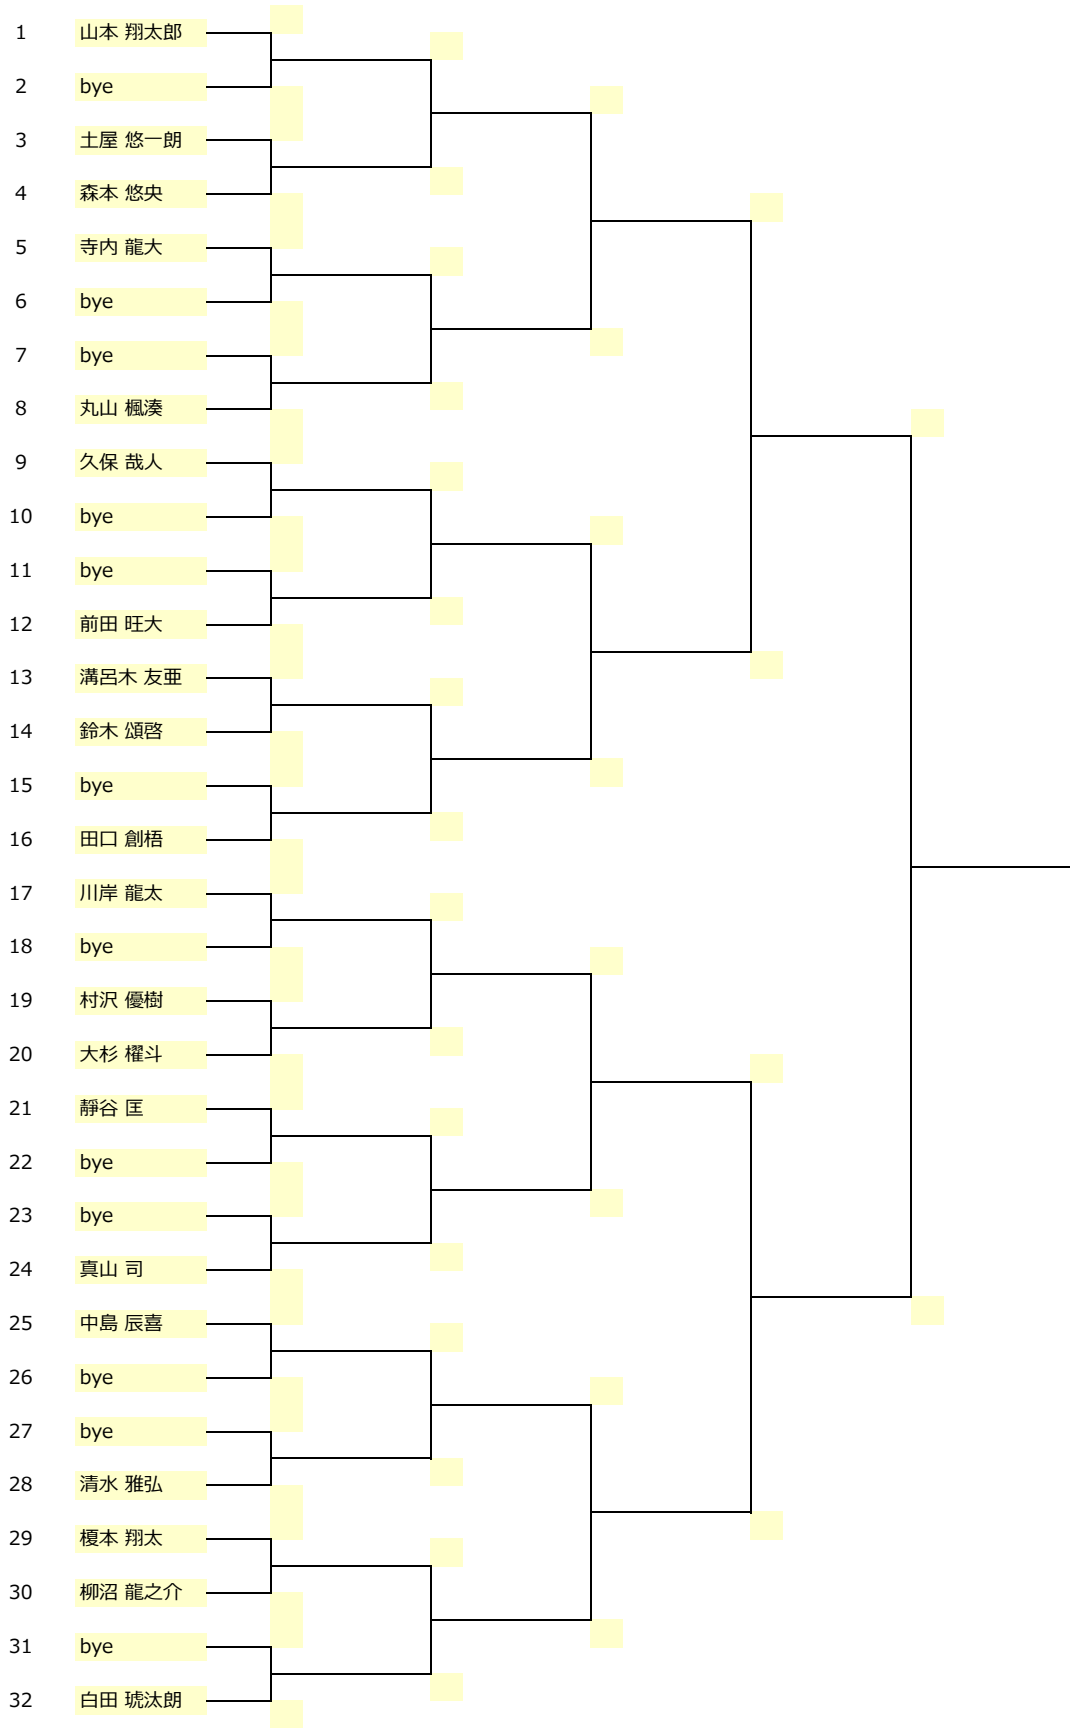 1 山本 翔太郎
2 bye
3 土屋 悠一朗
4 森本 悠央
5 寺内 龍大
6 bye
7 bye
8 丸山 楓湊
9 久保 哉人
10 bye
11 bye
12 前田 旺大
13 溝呂木 友亜
14 鈴木 頌啓
15 bye
16 田口 創梧
17 川岸 龍太
18 bye
19 村沢 優樹
20 大杉 櫂斗
21 靜谷 匡
22 bye
23 bye
24 真山 司
25 中島 辰喜
26 bye
27 bye
28 清水 雅弘
29 榎本 翔太
30 柳沼 龍之介
31 bye
32 白田 琥汰朗